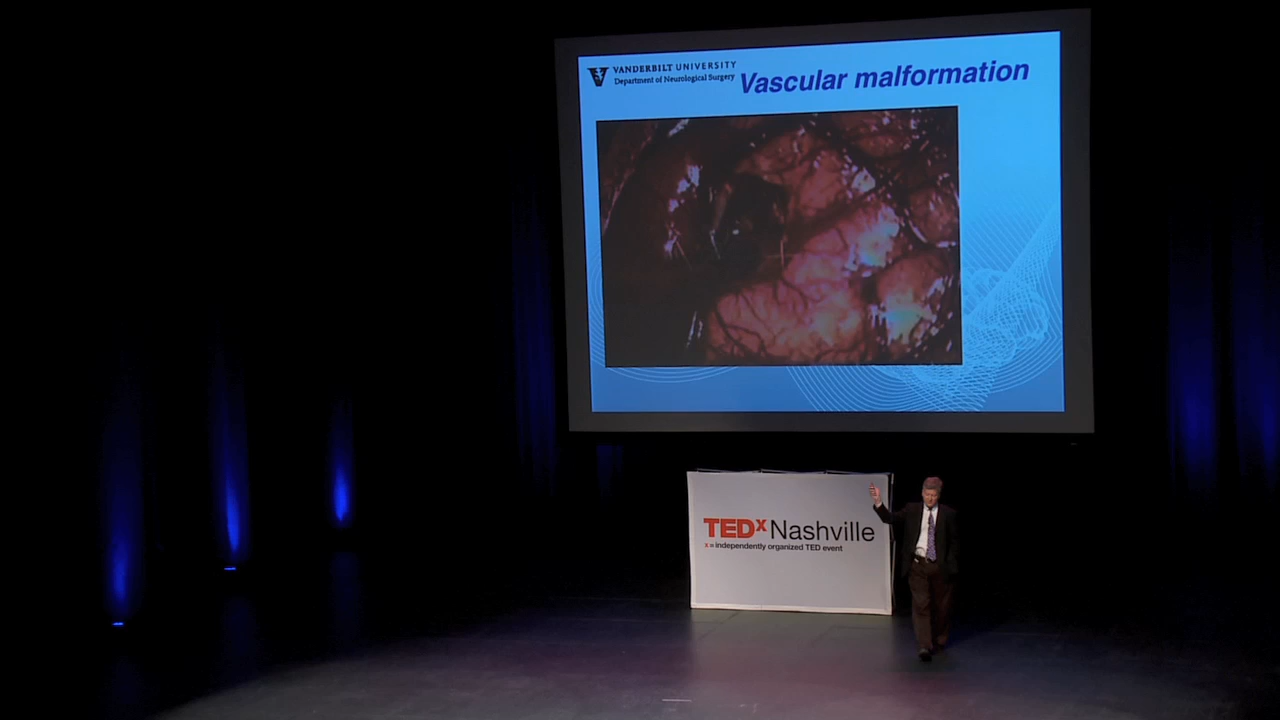 VANDERBILT UNIVERSITY
Department of Neurological Surgery
Vascular malformation
TEDx Nashville
x = independently organized TED event